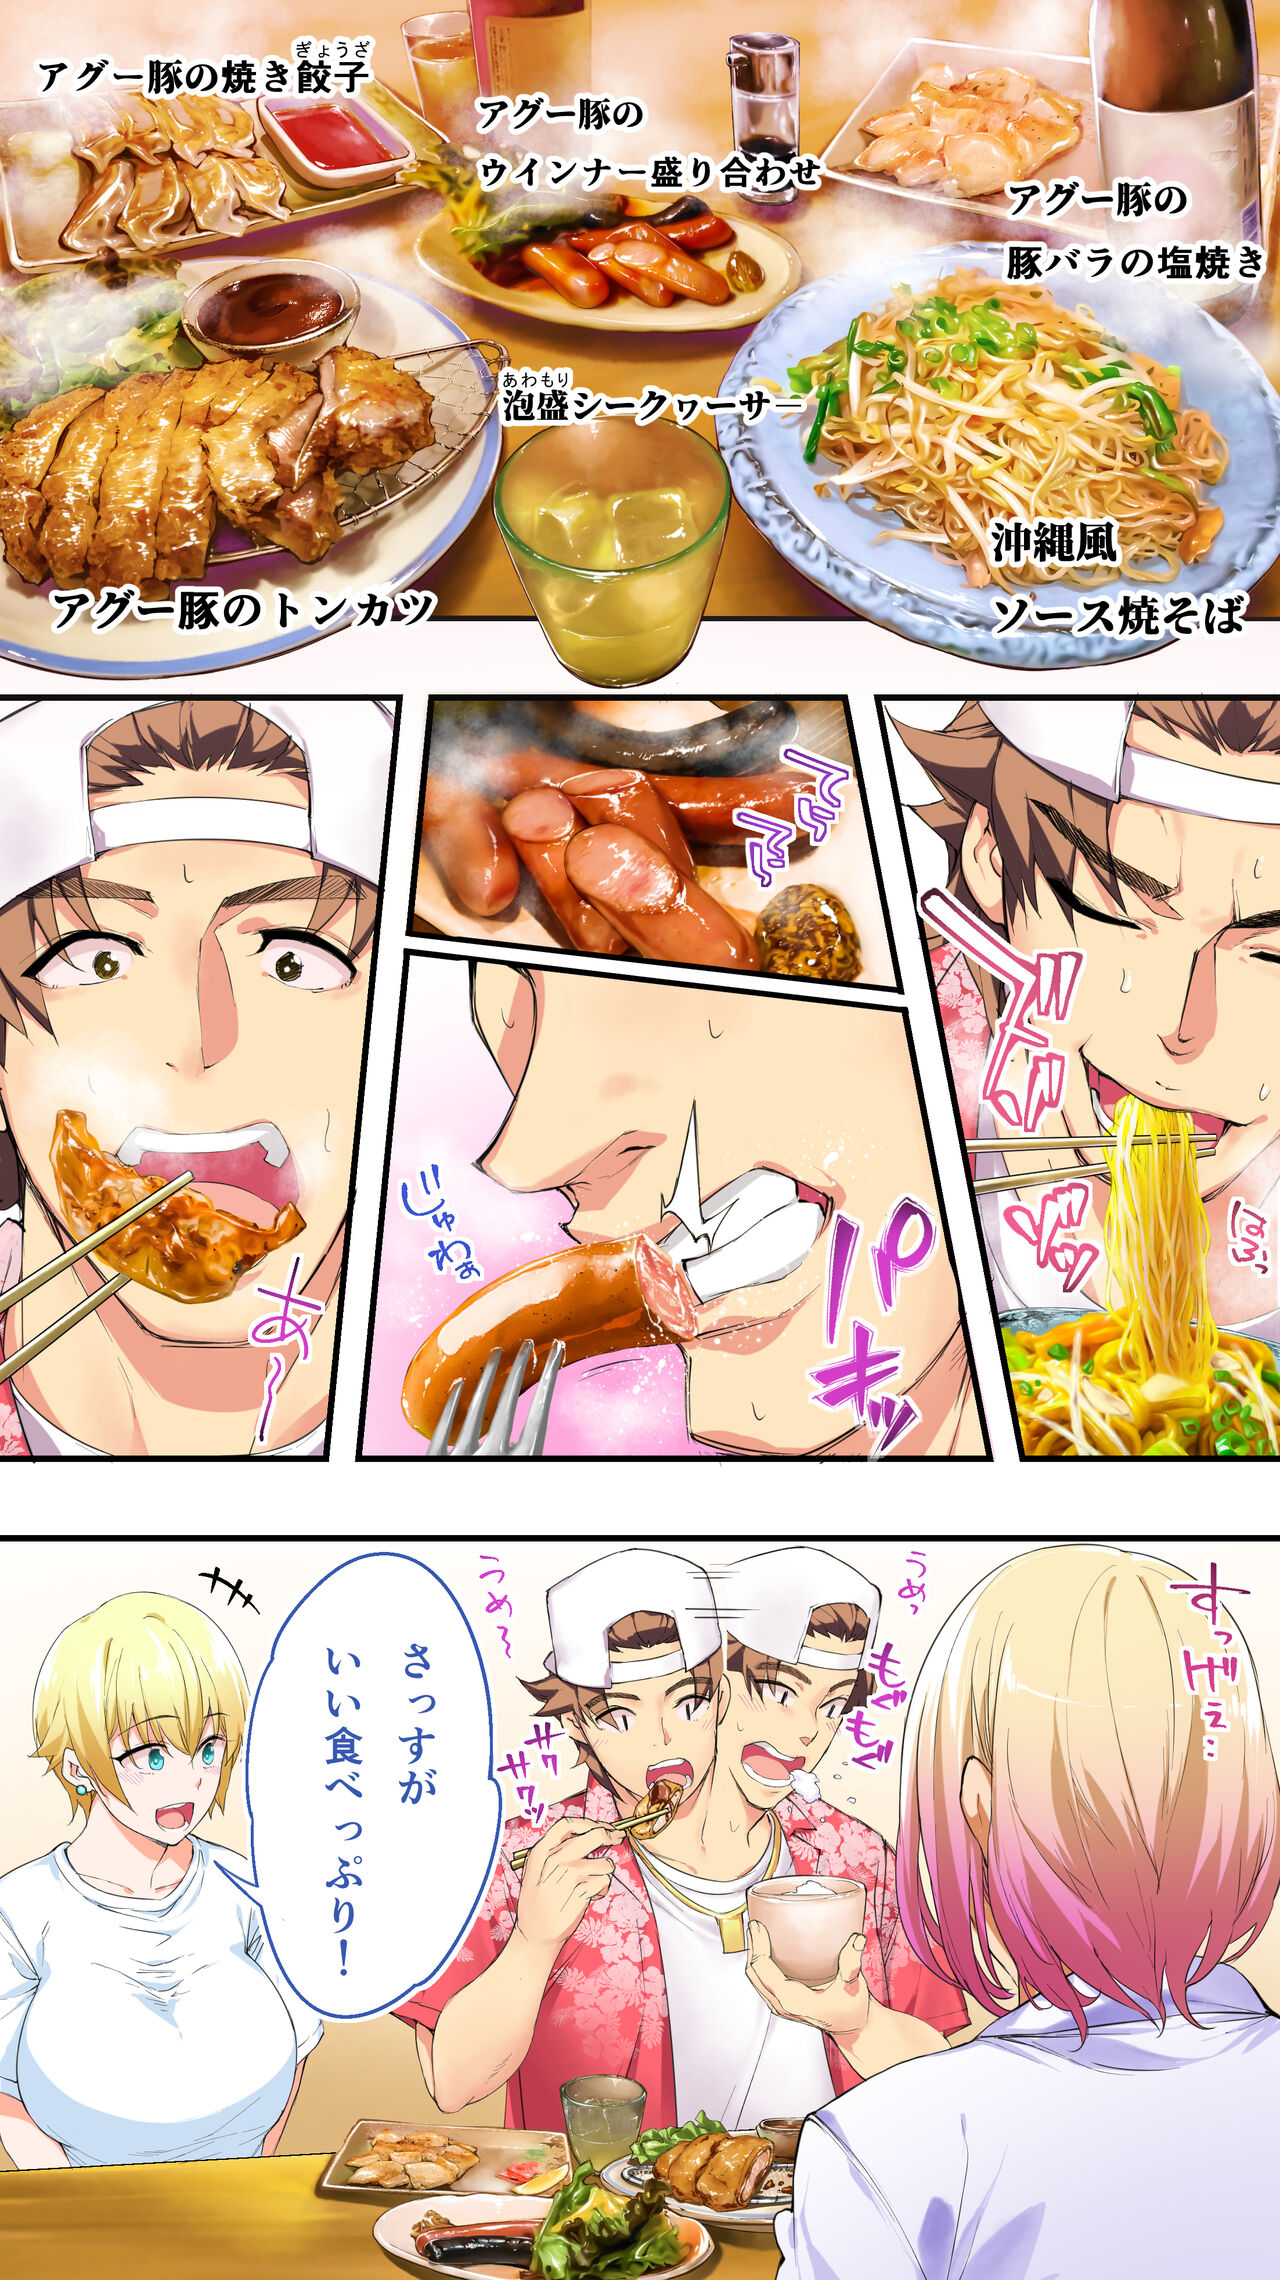 アグー豚の焼き餃子
ぎょうざ
アグー豚の
ウインナー盛り合わせ
アグー豚の
豚バラの塩焼き
泡盛シークヮーサー
あわもり
沖縄風
ソース焼そば
アグー豚のトンカツ
てら
てら
ズゾッ
あ〜
じゅわぁ
パキッ
うめっ
もぐもぐ
うめ〜
サクッ
サクッ
すっげぇ…
さっすが
いい食べっぷり！